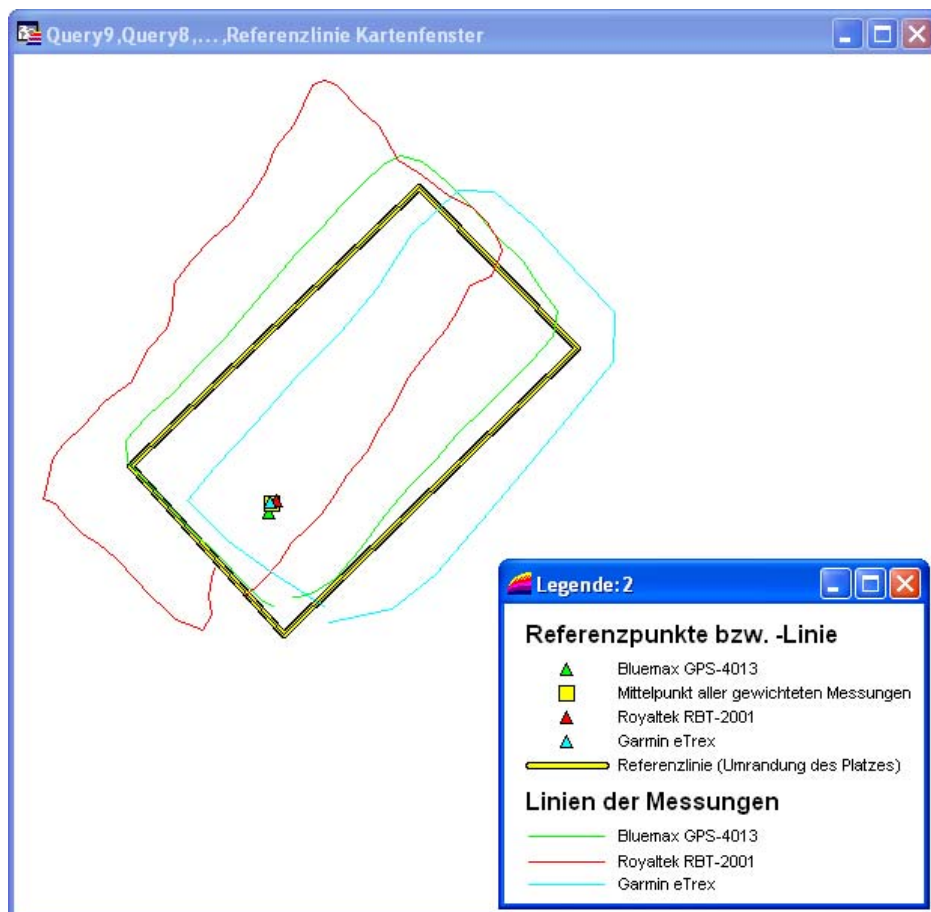 Query9,Query8,...,Referenzlinie Kartenfenster
Legende:2
Referenzpunkte bzw. -Linie
Bluemax GPS-4013
Mittelpunkt aller gewichteten Messungen
Royaltek RBT-2001
Garmin eTrex
Referenzlinie (Umrandung des Platzes)
Linien der Messungen
Bluemax GPS-4013
Royaltek RBT-2001
Garmin eTrex